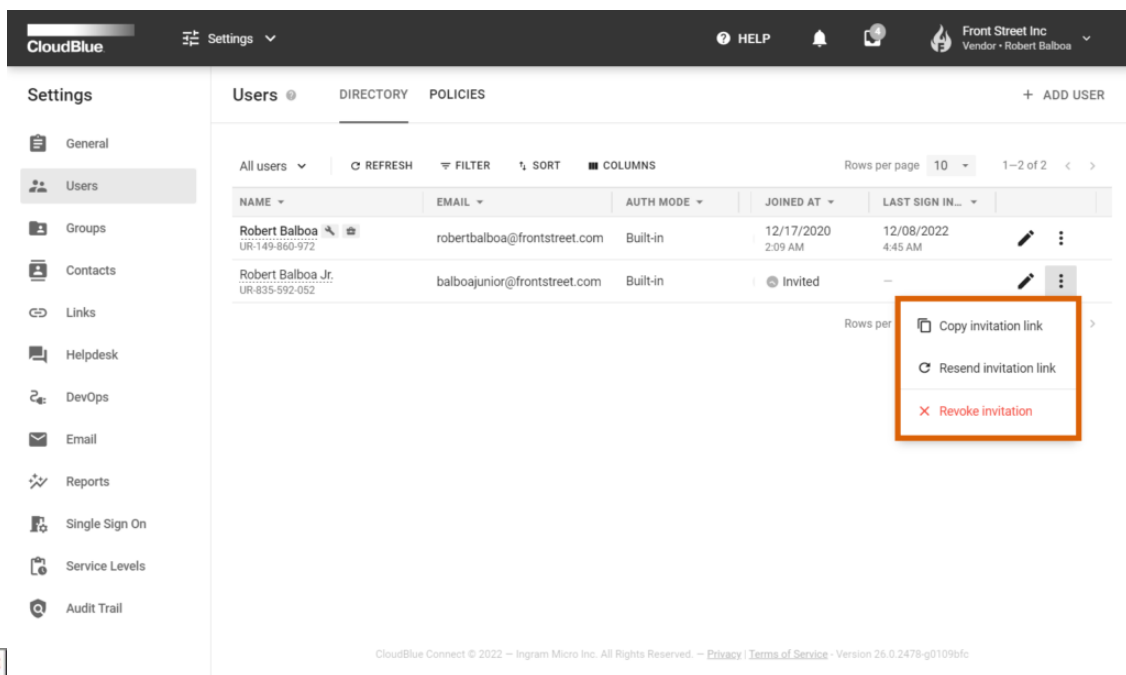 CloudBlue
Settings
HELP
4
Front Street Inc
Vendor • Robert Balboa
Settings
General
Users
Groups
Contacts
Links
Helpdesk
DevOps
Email
Reports
Single Sign On
Service Levels
Audit Trail
Users
DIRECTORY
POLICIES
+ ADD USER
All users
REFRESH
FILTER
SORT
COLUMNS
Rows per page 10
1–2 of 2
NAME EMAIL AUTH MODE JOINED AT LAST SIGN IN...
Robert Balboa robertbalboa@frontstreet.com Built-in 12/17/2020 12/08/2022
UR-149-860-972 2:09 AM 4:45 AM
Robert Balboa Jr. balboajunior@frontstreet.com Built-in Invited –
UR-835-592-052
Rows per
Copy invitation link
Resend invitation link
Revoke invitation
CloudBlue Connect © 2022 — Ingram Micro Inc. All Rights Reserved. — Privacy | Terms of Service - Version 26.0.2478-g0109bfc